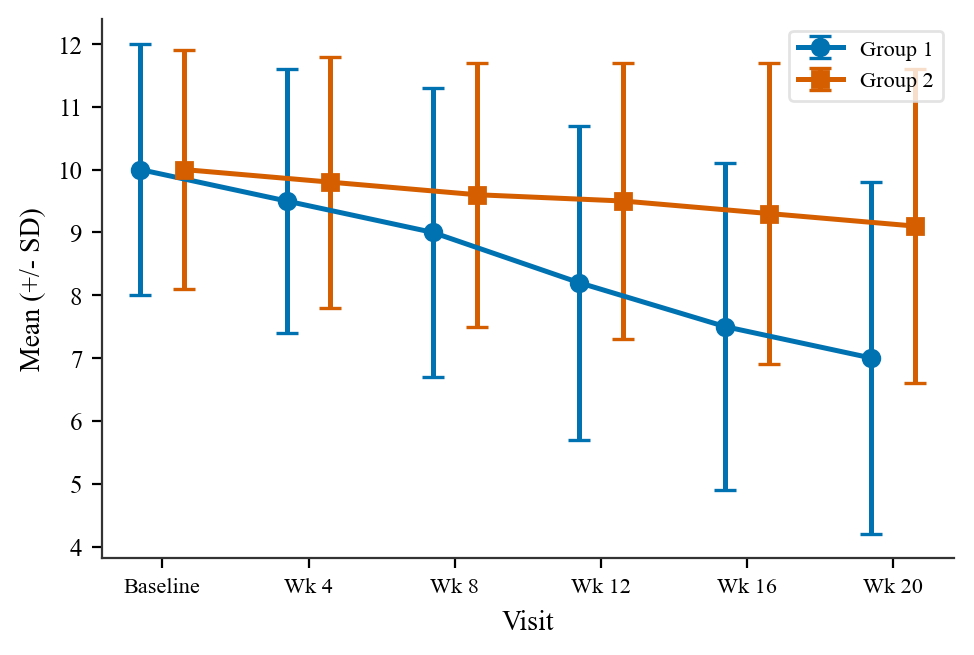 12
11
10
9
8
7
6
5
4
Mean (+/- SD)
Group 1
Group 2
Baseline
Wk 4
Wk 8
Wk 12
Wk 16
Wk 20
Visit